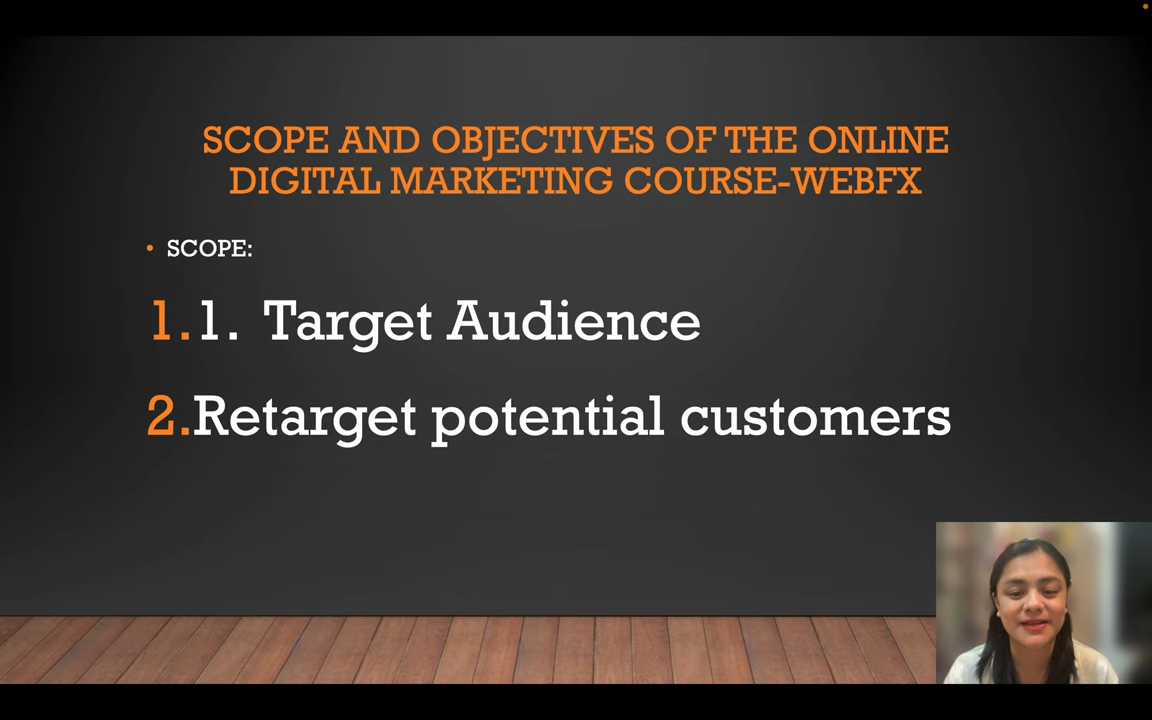 SCOPE AND OBJECTIVES OF THE ONLINE
DIGITAL MARKETING COURSE-WEBFX
• SCOPE:
1.1. Target Audience
2.Retarget potential customers